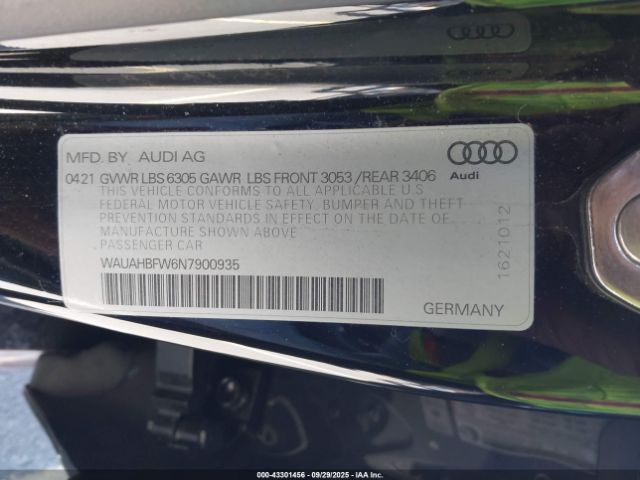 MFD. BY AUDI AG
0421 GVWR LBS 6305 GAWR LBS FRONT 3053 / REAR 3406
Audi
THIS VEHICLE CONFORMS TO ALL APPLICABLE U.S
FEDERAL MOTOR VEHICLE SAFETY, BUMPER AND THEFT
PREVENTION STANDARDS IN EFFECT ON THE DATE OF
MANUFACTURE SHOWN ABOVE.
PASSENGER CAR
WAUAHBFW6N7900935
GERMANY
1621012
000-43301456 - 09/29/2025 - IAAI, Inc.